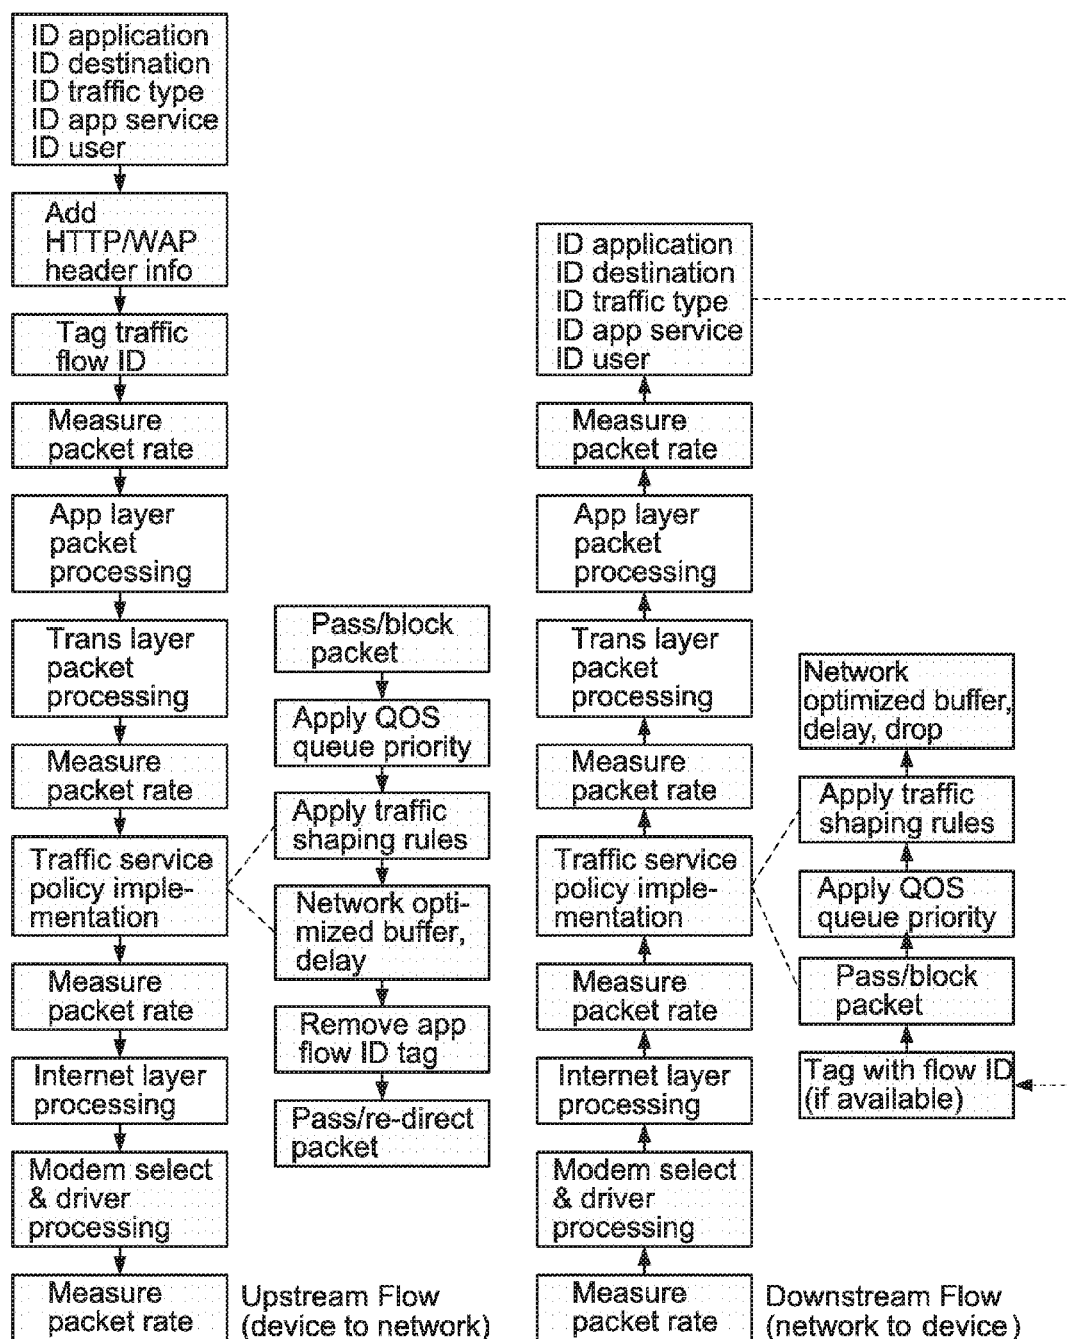 ID application
ID destination
ID traffic type
ID app service
ID user
Add
HTTP/WAP
header info
Tag traffic
flow ID
Measure
packet rate
App layer
packet
processing
Trans layer
packet
processing
Measure
packet rate
Traffic service
policy imple-
mentation
Measure
packet rate
Internet layer
processing
Modem select
& driver
processing
Measure
packet rate
Pass/block
packet
Apply QOS
queue priority
Apply traffic
shaping rules
Network opti-
mized buffer,
delay
Remove app
flow ID tag
Pass/re-direct
packet
Upstream Flow
(device to network)
ID application
ID destination
ID traffic type
ID app service
ID user
Measure
packet rate
App layer
packet
processing
Trans layer
packet
processing
Measure
packet rate
Traffic service
policy imple-
mentation
Measure
packet rate
Internet layer
processing
Modem select
& driver
processing
Measure
packet rate
Network
optimized buffer,
delay, drop
Apply traffic
shaping rules
Apply QOS
queue priority
Pass/block
packet
Tag with flow ID
(if available)
Downstream Flow
(network to device)